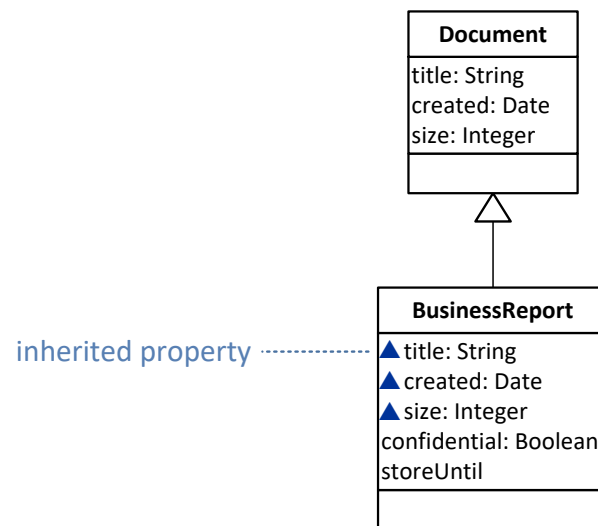 Document
title: String
created: Date
size: Integer
BusinessReport
inherited property
title: String
created: Date
size: Integer
confidential: Boolean
storeUntil